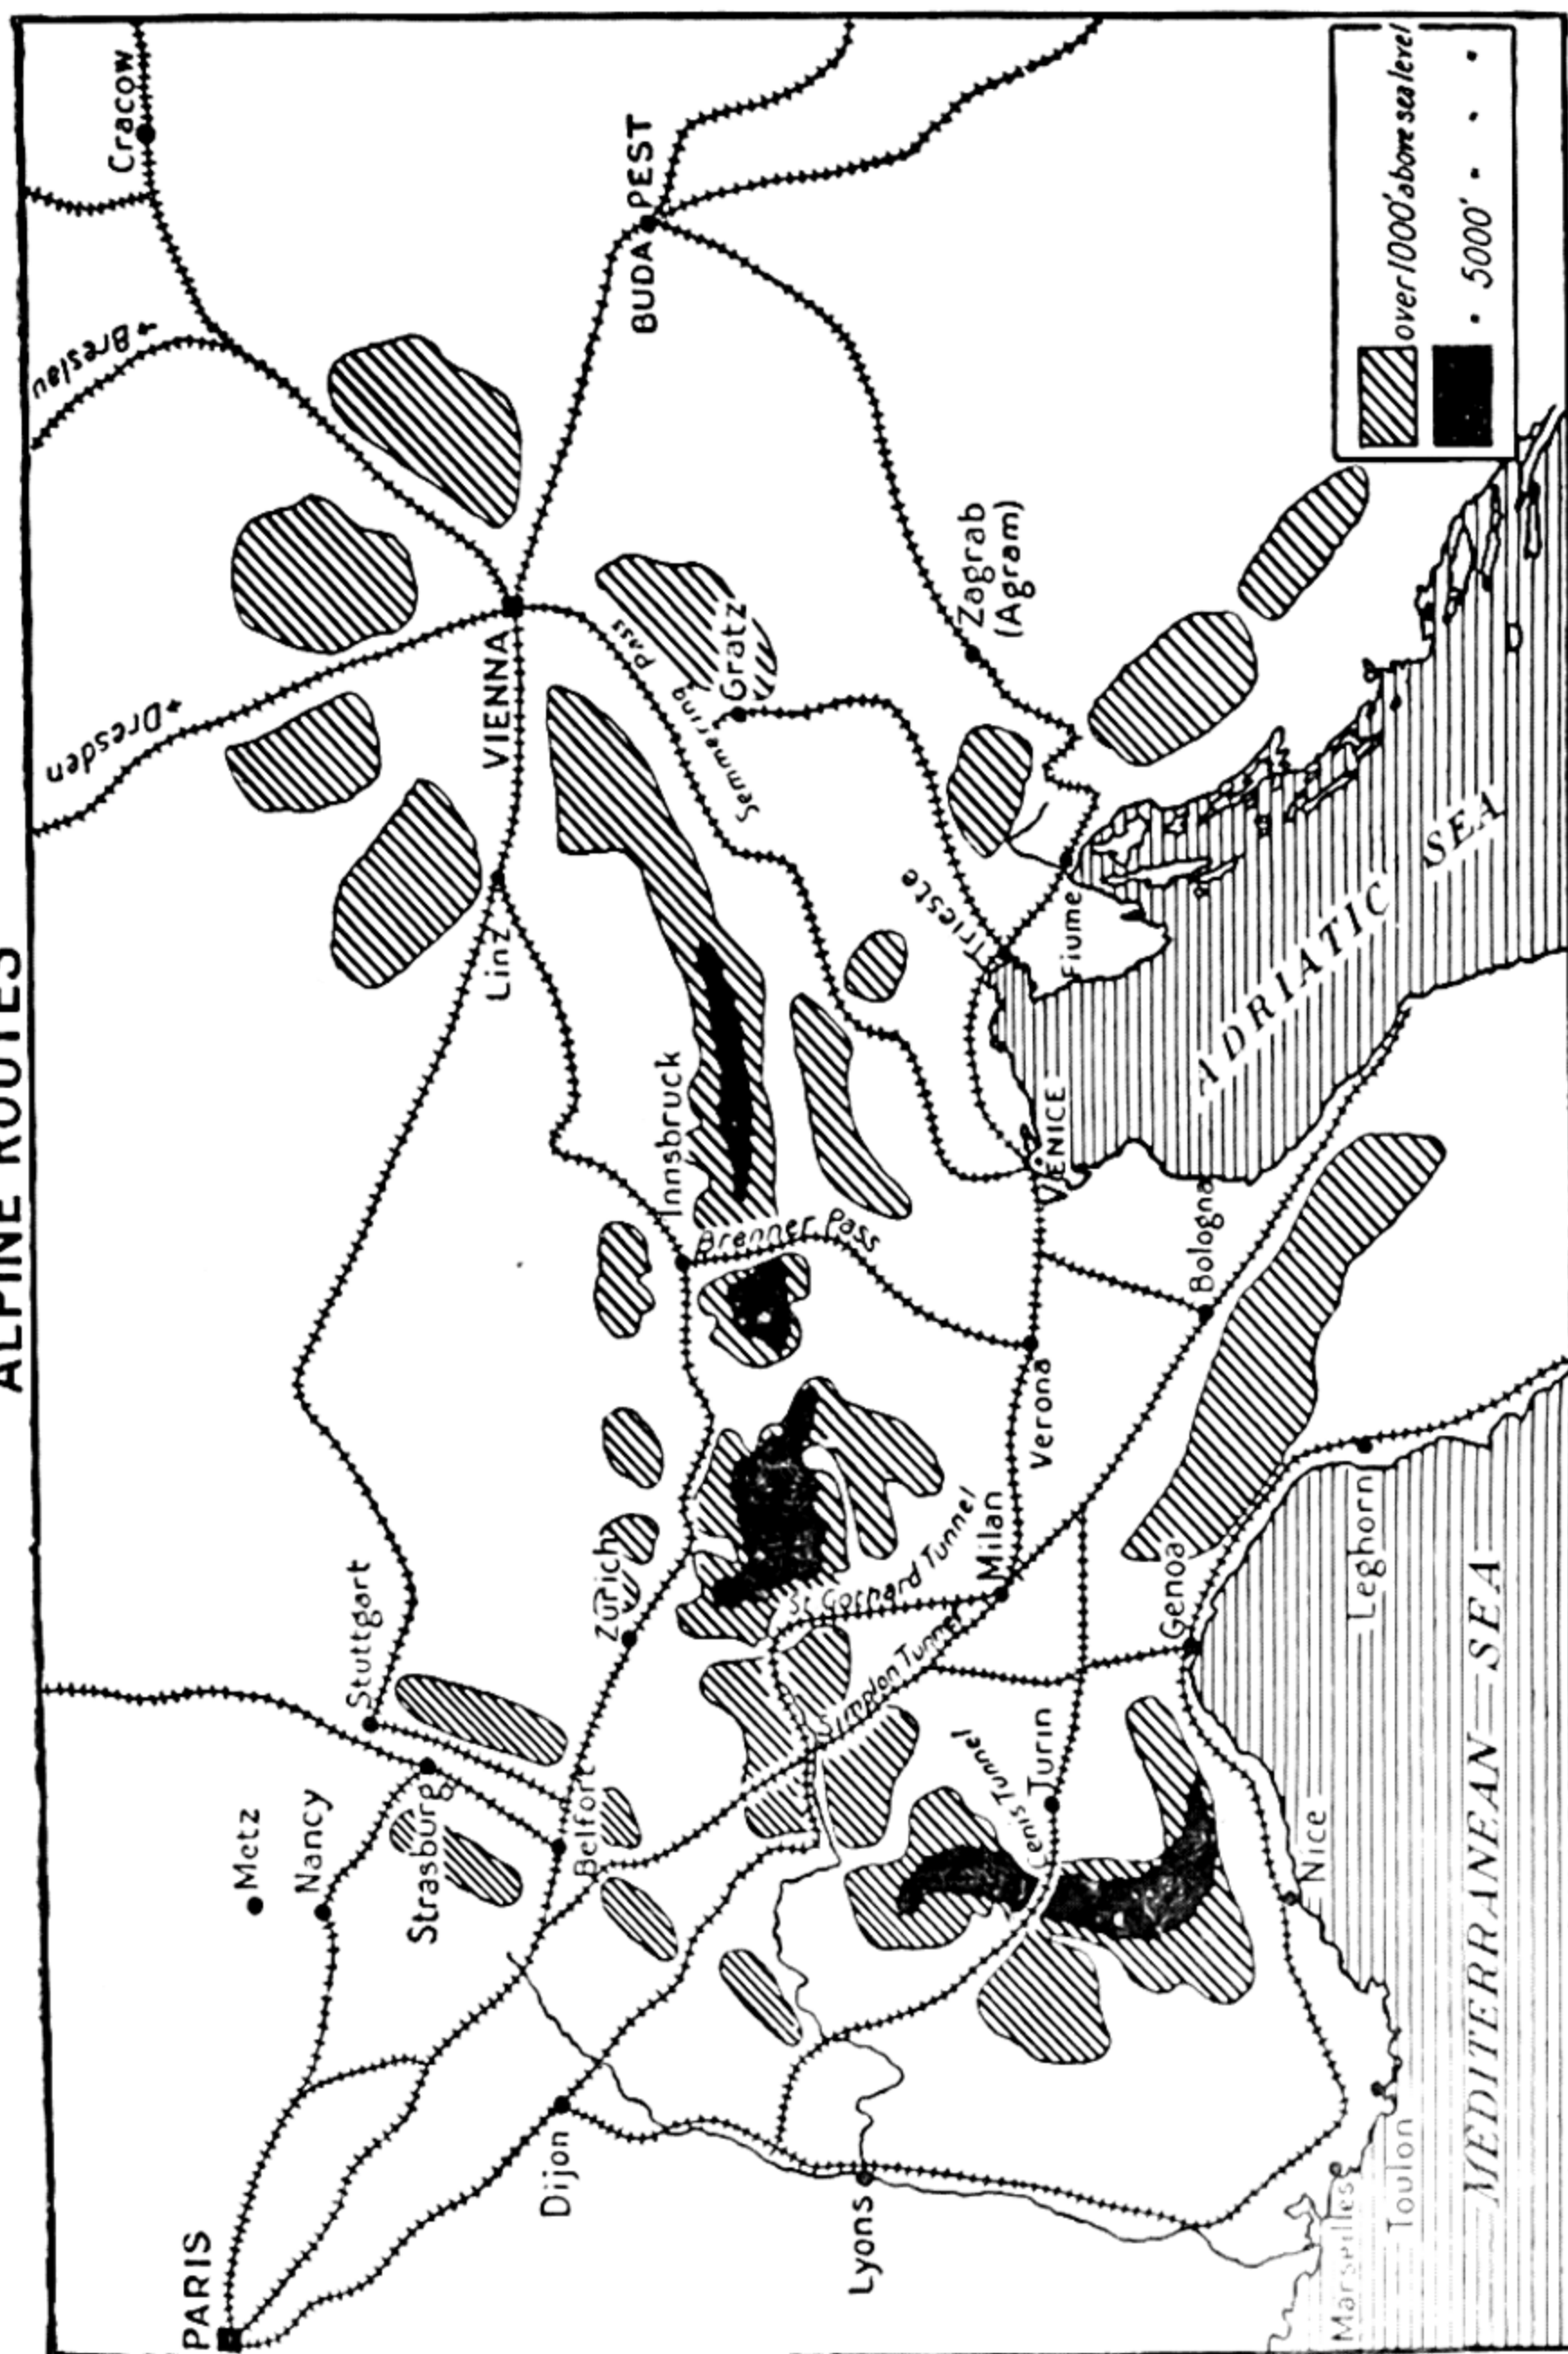 ALPINE ROUTES
Cracow
Breslau
Dresden
BUDA PEST
VIENNA
Linz
Semmering Pass
Gratz
Zagrab
(Agram)
Trieste
Fiume
Innsbruck
Brenner Pass
VENICE
Verona
Bologna
ADRIATIC SEA
Stuttgart
Zürich
St Gothard Tunnel
Milan
Simplon Tunnel
Genoa
Leghorn
Metz
Nancy
Strasburg
Belfort
Cenis Tunnel
Turin
Nice
PARIS
Dijon
Lyons
Marseilles
Toulon
MEDITERRANEAN SEA
over 1000' above sea level
" 5000' " " "